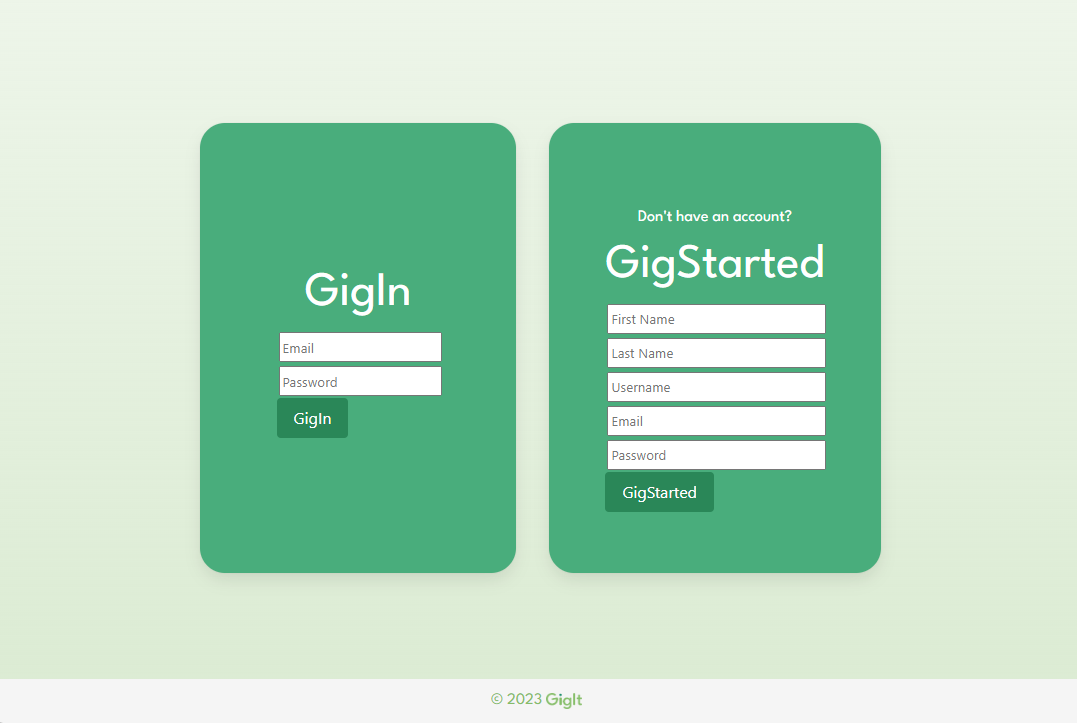 GigIn
Email
Password
GigIn
Don't have an account?
GigStarted
First Name
Last Name
Username
Email
Password
GigStarted
© 2023 GigIt